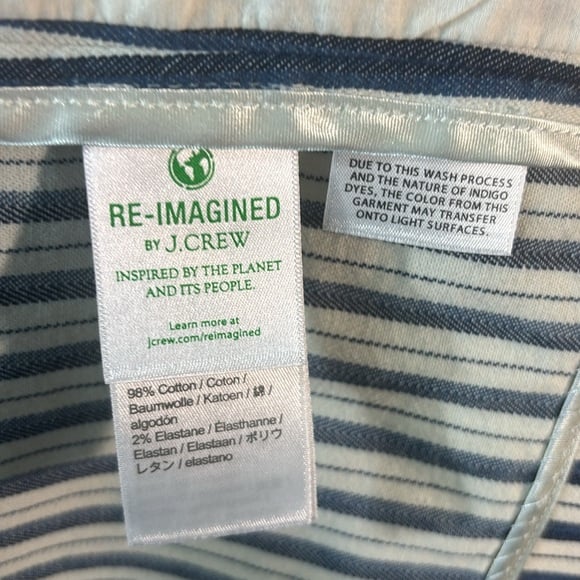 RE-IMAGINED
BY J.CREW
INSPIRED BY THE PLANET
AND ITS PEOPLE.
Learn more at
jcrew.com/reimagined
98% Cotton / Coton /
Baumwolle / Katoen / 綿 /
algodón
2% Elastane / Élasthanne /
Elastan / Elastaan / ポリウ
レタン / elastano
DUE TO THIS WASH PROCESS
AND THE NATURE OF INDIGO
DYES, THE COLOR FROM THIS
GARMENT MAY TRANSFER
ONTO LIGHT SURFACES.